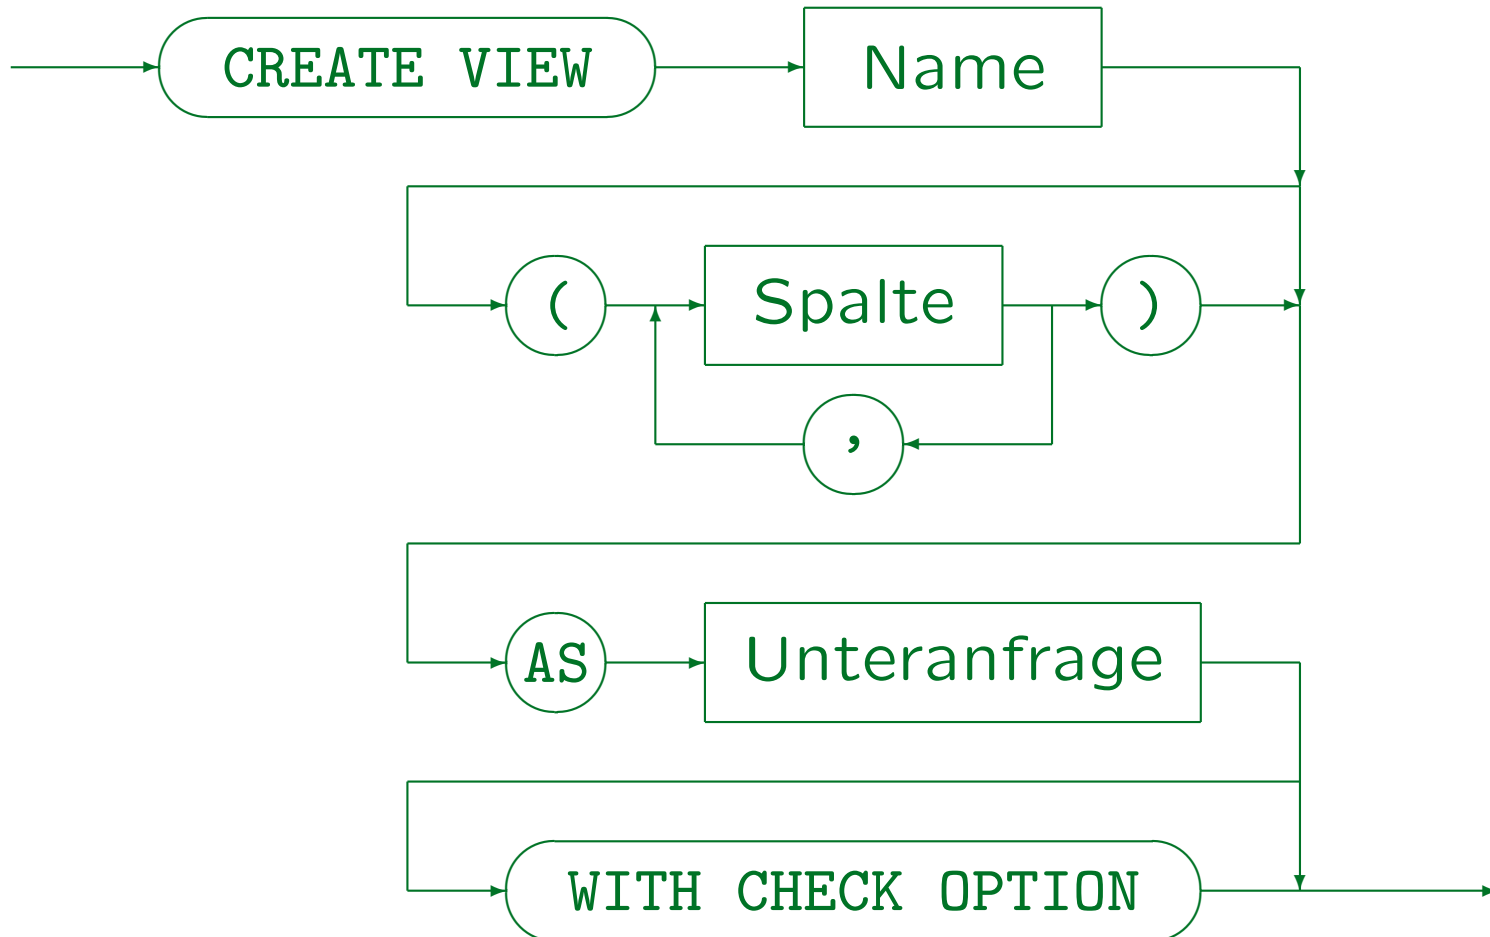 CREATE VIEW Name
( Spalte )
,
AS Unteranfrage
WITH CHECK OPTION